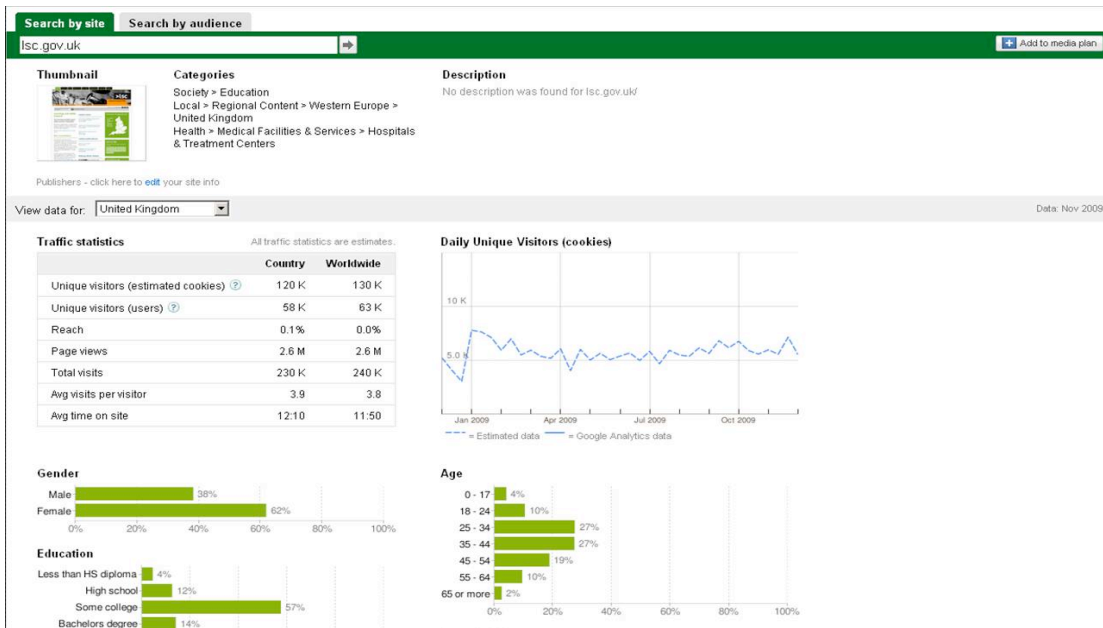 Search by site Search by audience
lsc.gov.uk
Add to media plan
Thumbnail
Categories
Society > Education
Local > Regional Content > Western Europe >
United Kingdom
Health > Medical Facilities & Services > Hospitals
& Treatment Centers
Description
No description was found for lsc.gov.uk/
Publishers - click here to edit your site info
View data for: United Kingdom
Data: Nov 2009
Traffic statistics All traffic statistics are estimates.
Country Worldwide
Unique visitors (estimated cookies) ? 120 K 130 K
Unique visitors (users) ? 58 K 63 K
Reach 0.1% 0.0%
Page views 2.6 M 2.6 M
Total visits 230 K 240 K
Avg visits per visitor 3.9 3.8
Avg time on site 12:10 11:50
Daily Unique Visitors (cookies)
10 K
5.0 K
Jan 2009 Apr 2009 Jul 2009 Oct 2009
= Estimated data = Google Analytics data
Gender
Male 38%
Female 62%
0% 20% 40% 60% 80% 100%
Education
Less than HS diploma 4%
High school 12%
Some college 57%
Bachelors degree 14%
Age
0 - 17 4%
18 - 24 10%
25 - 34 27%
35 - 44 27%
45 - 54 19%
55 - 64 10%
65 or more 2%
0% 20% 40% 60% 80% 100%